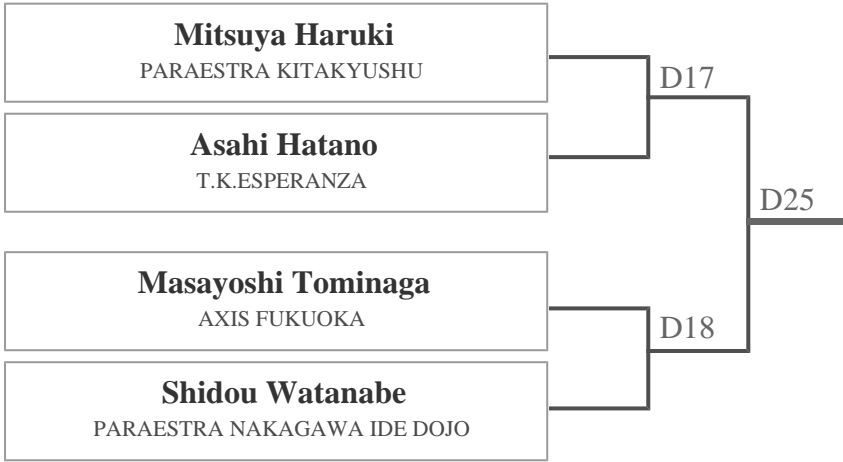 Mitsuya Haruki
PARAESTRA KITAKYUSHU
D17
Asahi Hatano
T.K.ESPERANZA
D25
Masayoshi Tominaga
AXIS FUKUOKA
D18
Shidou Watanabe
PARAESTRA NAKAGAWA IDE DOJO